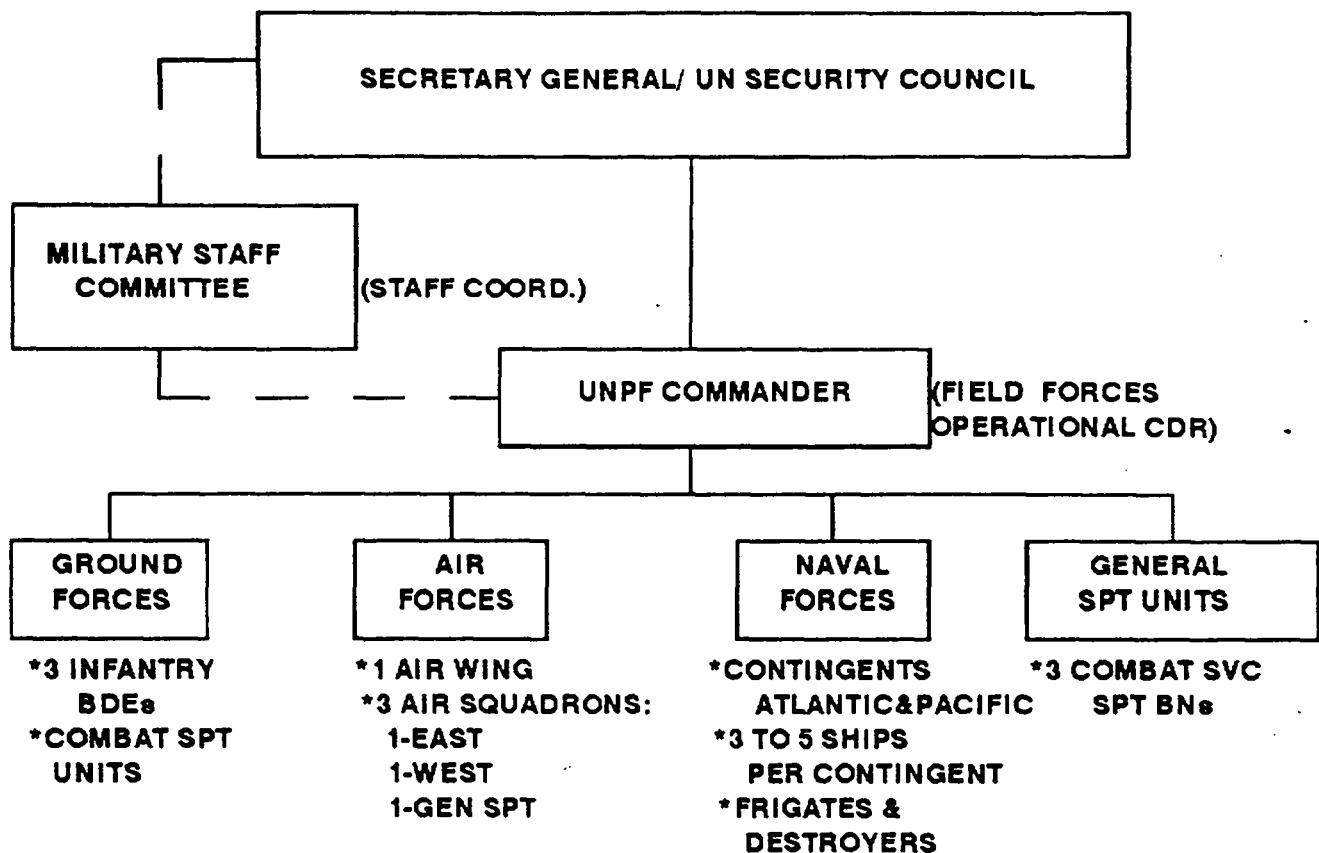 SECRETARY GENERAL/ UN SECURITY COUNCIL
MILITARY STAFF
COMMITTEE
(STAFF COORD.)
UNPF COMMANDER
(FIELD FORCES
OPERATIONAL CDR)
GROUND
FORCES
*3 INFANTRY
BDEs
*COMBAT SPT
UNITS
AIR
FORCES
*1 AIR WING
*3 AIR SQUADRONS:
1-EAST
1-WEST
1-GEN SPT
NAVAL
FORCES
*CONTINGENTS
ATLANTIC&PACIFIC
*3 TO 5 SHIPS
PER CONTINGENT
*FRIGATES &
DESTROYERS
GENERAL
SPT UNITS
*3 COMBAT SVC
SPT BNs